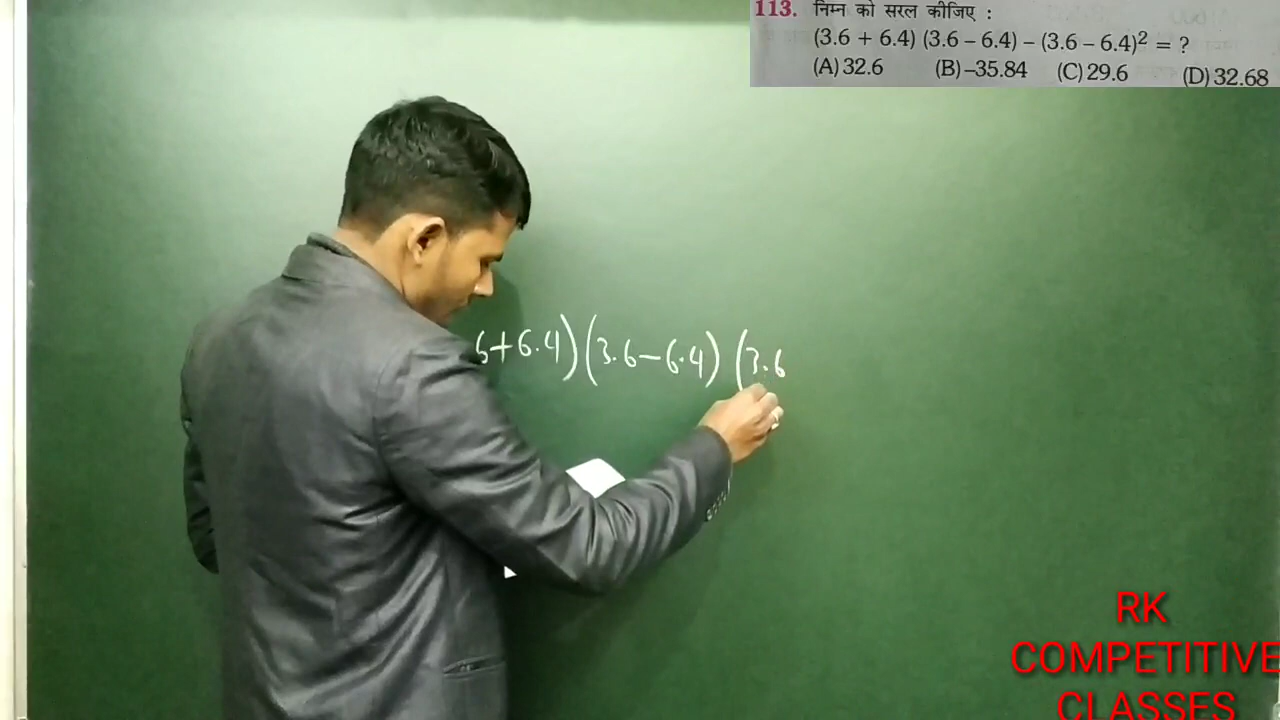 113. निम्न को सरल कीजिए :
(3.6 + 6.4) (3.6 – 6.4) – (3.6 – 6.4)² = ?
(A) 32.6 (B) –35.84 (C) 29.6 (D) 32.68
6+6.4)(3.6–6.4) (3.6
RK
COMPETITIVE
CLASSES